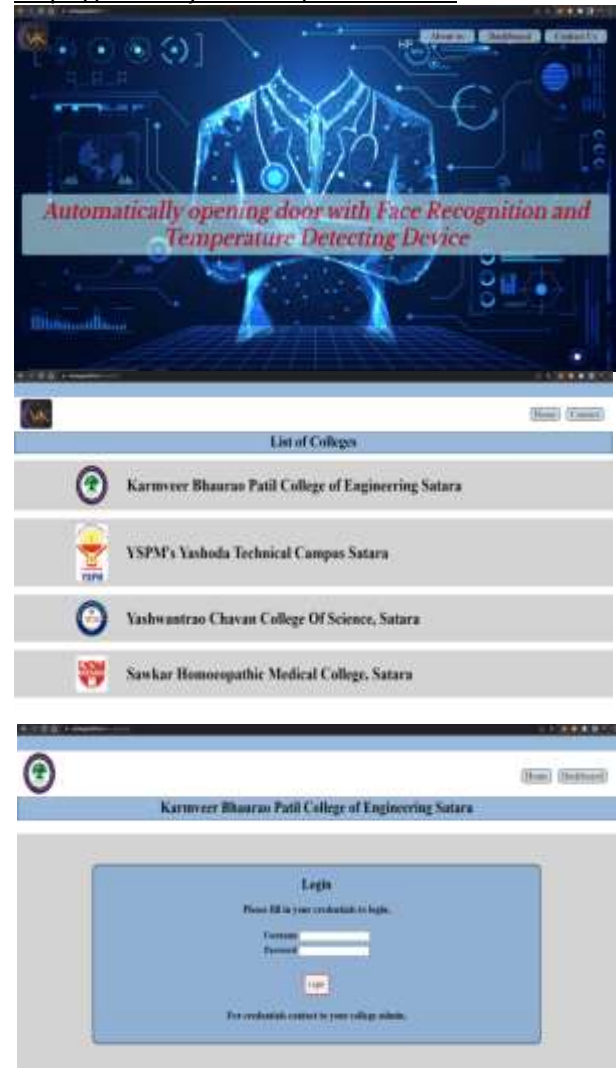 About us Dashboard Contact Us
Automatically opening door with Face Recognition and
Temperature Detecting Device
Home Contact
List of Colleges
Karmveer Bhaurao Patil College of Engineering Satara
YSPM's Yashoda Technical Campus Satara
YSPM
Yashwantrao Chavan College Of Science, Satara
Sawkar Homoeopathic Medical College, Satara
Home Dashboard
Karmveer Bhaurao Patil College of Engineering Satara
Login
Please fill in your credentials to login.
Username
Password
Login
For credentials contact to your college admin.